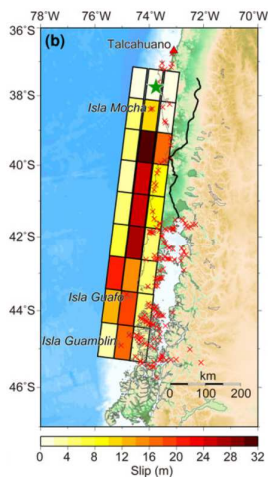 78°W 76°W 74°W 72°W 70°W
36°S
(b)
Talcahuano
38°S
Isla Mocha
40°S
42°S
Isla Guafo
44°S
Isla Guamblin
km
0 100 200
46°S
0 4 8 12 16 20 24 28 32
Slip (m)